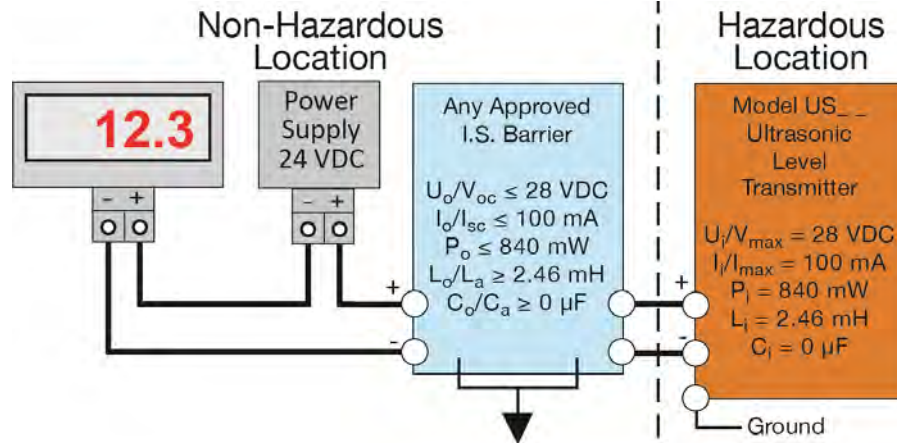 Non-Hazardous
Location
Hazardous
Location
12.3
- +
Power
Supply
24 VDC
- +
Any Approved
I.S. Barrier
Uₒ/Vₒc ≤ 28 VDC
Iₒ/Isc ≤ 100 mA
Pₒ ≤ 840 mW
Lₒ/Lₐ ≥ 2.46 mH
Cₒ/Cₐ ≥ 0 µF
+
-
Model US_ _
Ultrasonic
Level
Transmitter
Uᵢ/Vmax = 28 VDC
Iᵢ/Imax = 100 mA
Pᵢ = 840 mW
Lᵢ = 2.46 mH
Cᵢ = 0 µF
+
-
Ground